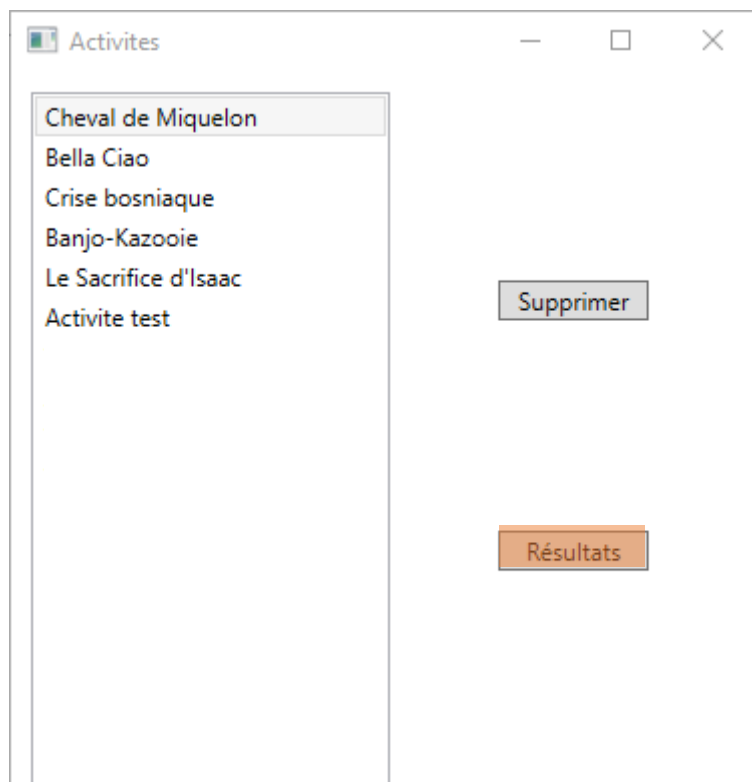 Activites
Cheval de Miquelon
Bella Ciao
Crise bosniaque
Banjo-Kazooie
Le Sacrifice d'Isaac
Activite test
Supprimer
Résultats